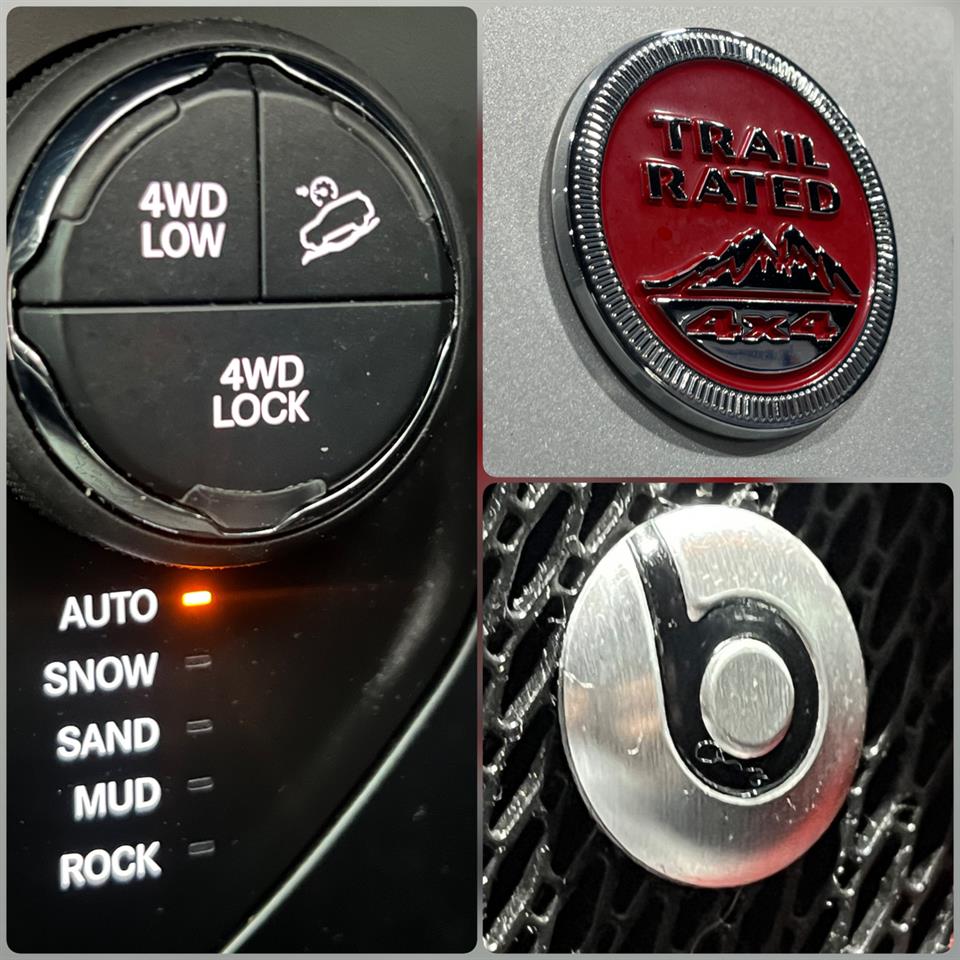 4WD
LOW
4WD
LOCK
AUTO
SNOW
SAND
MUD
ROCK
TRAIL
RATED
4x4
b